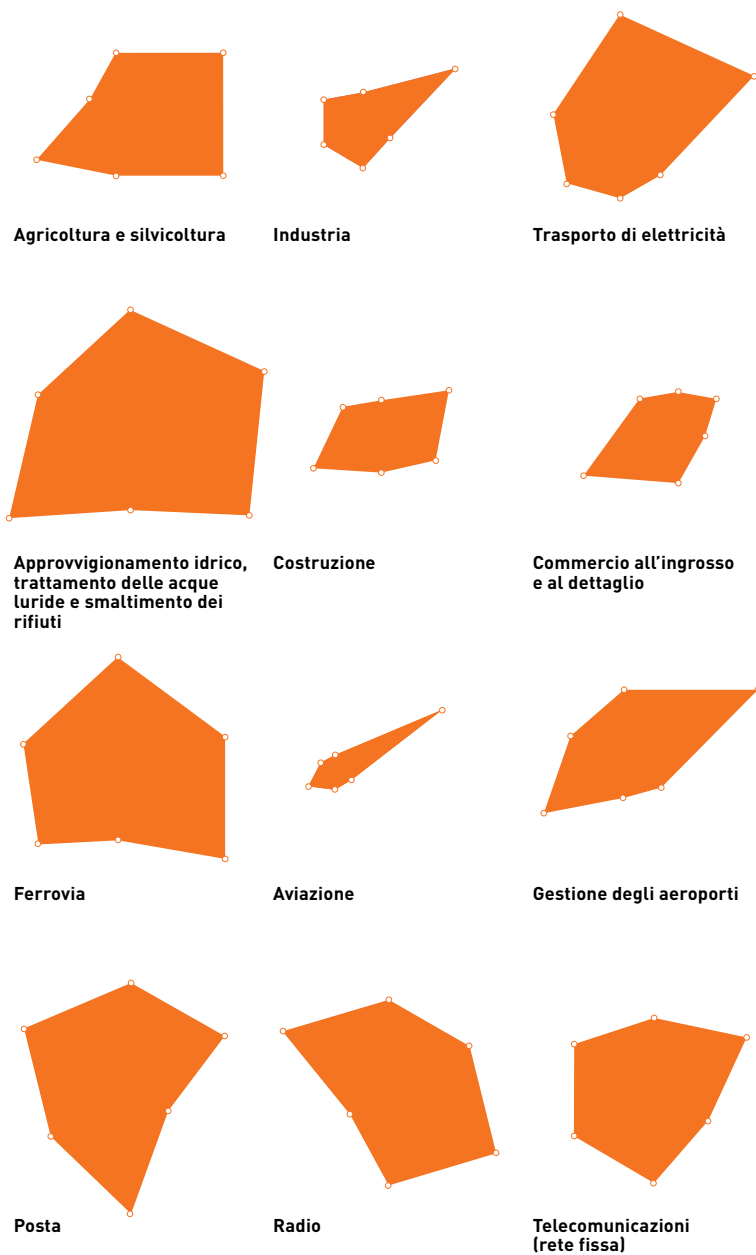 Agricoltura e silvicoltura
Industria
Trasporto di elettricità
Approvvigionamento idrico,
trattamento delle acque
luride e smaltimento dei
rifiuti
Costruzione
Commercio all'ingrosso
e al dettaglio
Ferrovia
Aviazione
Gestione degli aeroporti
Posta
Radio
Telecomunicazioni
(rete fissa)